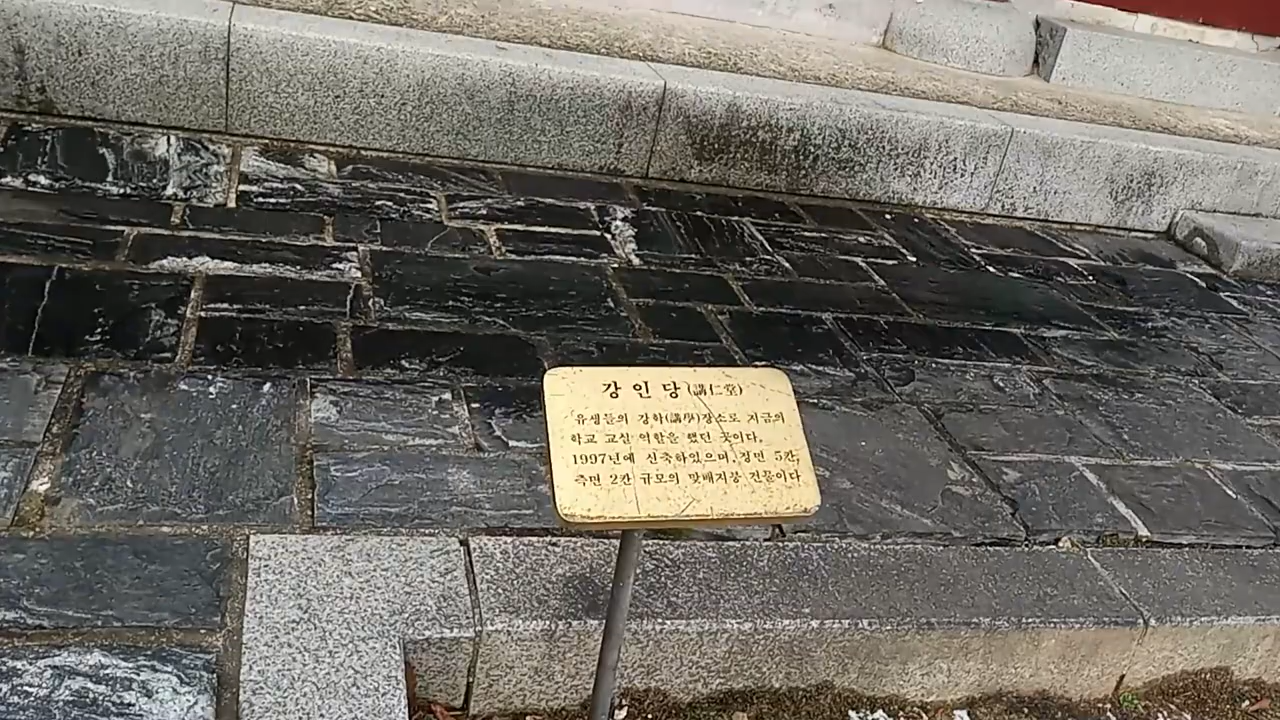 강인당(講仁堂)
유생들의 강학(講學)장소로 지금의
학교 교실 역할을 했던 곳이다.
1997년에 신축하였으며, 정면 5칸,
측면 2칸 규모의 맞배지붕 건물이다